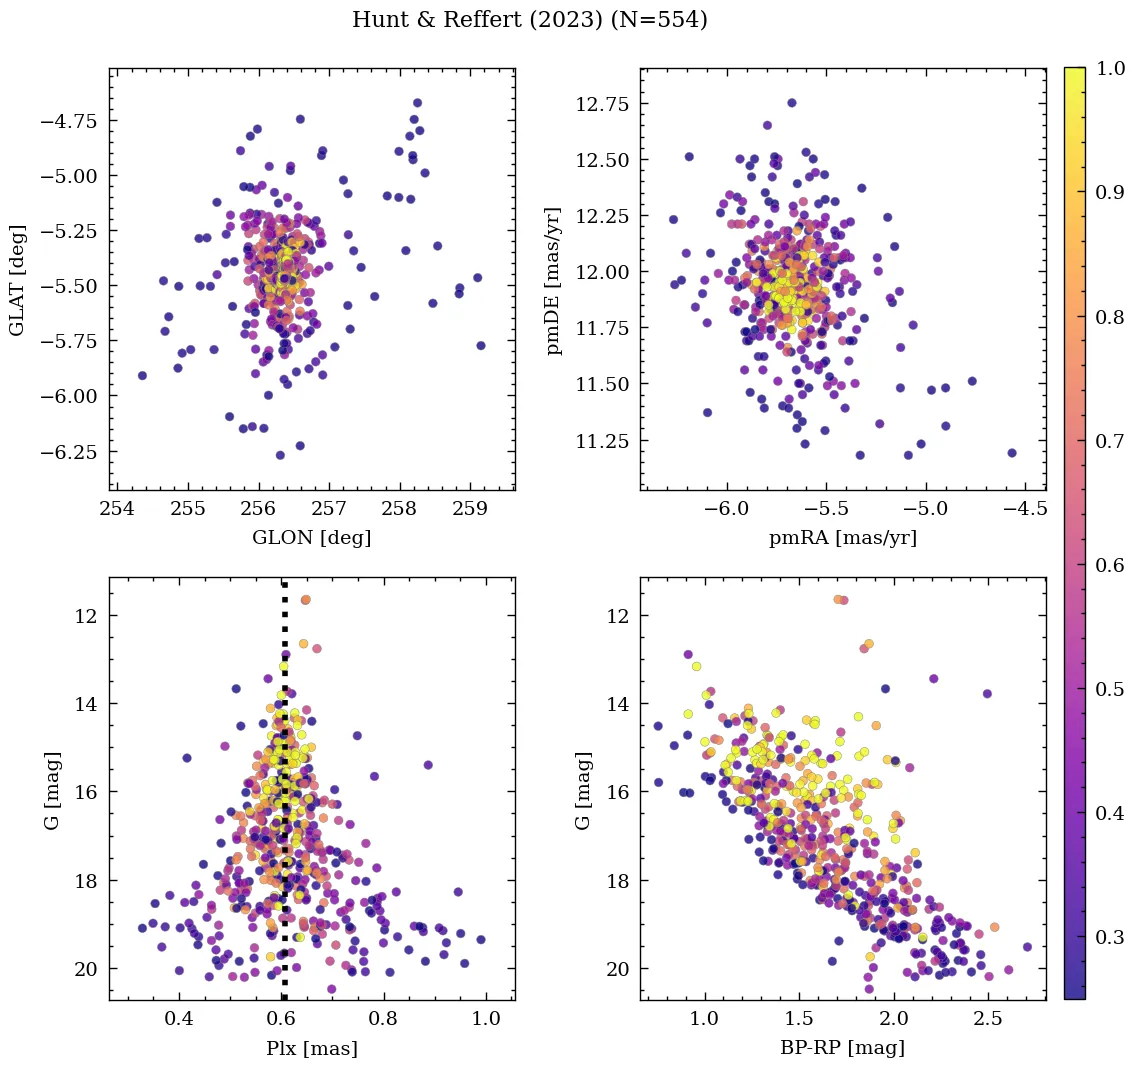 Hunt & Reffert (2023) (N=554)
−4.75
−5.00
−5.25
−5.50
−5.75
−6.00
−6.25
GLAT [deg]
254 255 256 257 258 259
GLON [deg]
12.75
12.50
12.25
12.00
11.75
11.50
11.25
pmDE [mas/yr]
−6.0 −5.5 −5.0 −4.5
pmRA [mas/yr]
1.0
0.9
0.8
0.7
0.6
0.5
0.4
0.3
12
14
16
18
20
G [mag]
0.4 0.6 0.8 1.0
Plx [mas]
12
14
16
18
20
G [mag]
1.0 1.5 2.0 2.5
BP-RP [mag]